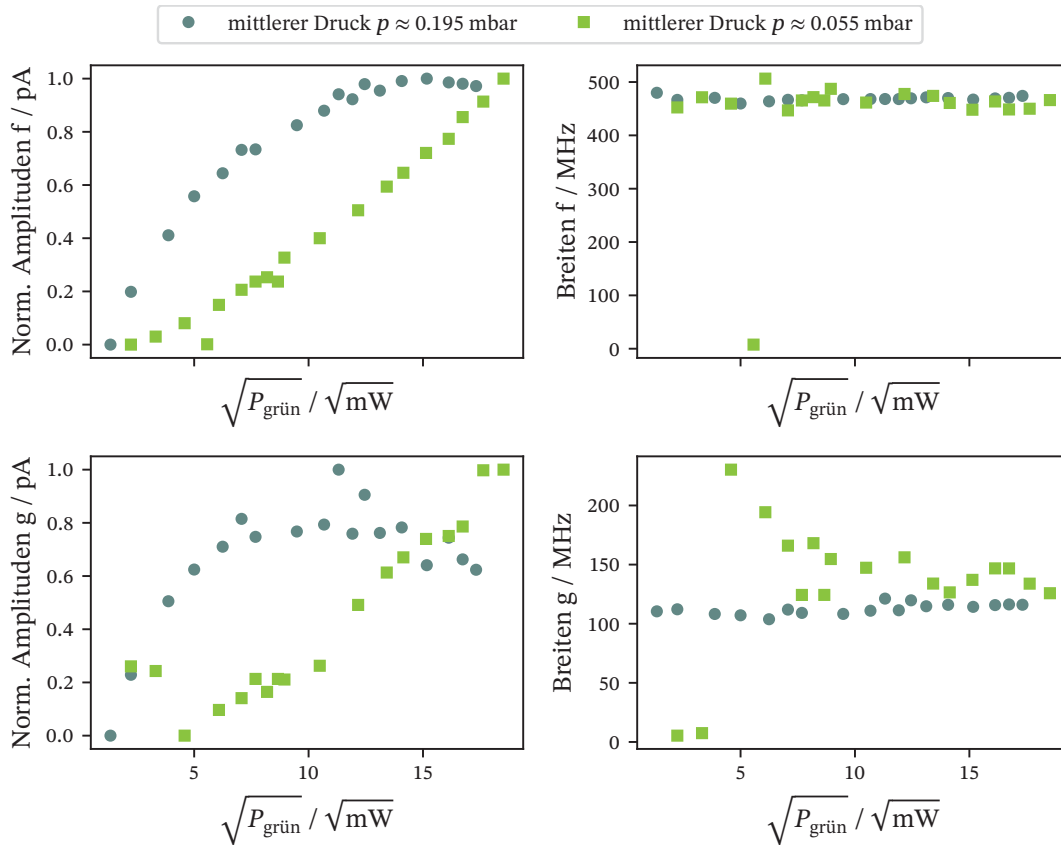 mittlerer Druck p ≈ 0.195 mbar
mittlerer Druck p ≈ 0.055 mbar
Norm. Amplituden f / pA
1.0
0.8
0.6
0.4
0.2
0.0
√P_grün / √mW
Breiten f / MHz
500
400
300
200
100
0
√P_grün / √mW
Norm. Amplituden g / pA
1.0
0.8
0.6
0.4
0.2
0.0
5
10
15
√P_grün / √mW
Breiten g / MHz
200
150
100
50
0
5
10
15
√P_grün / √mW